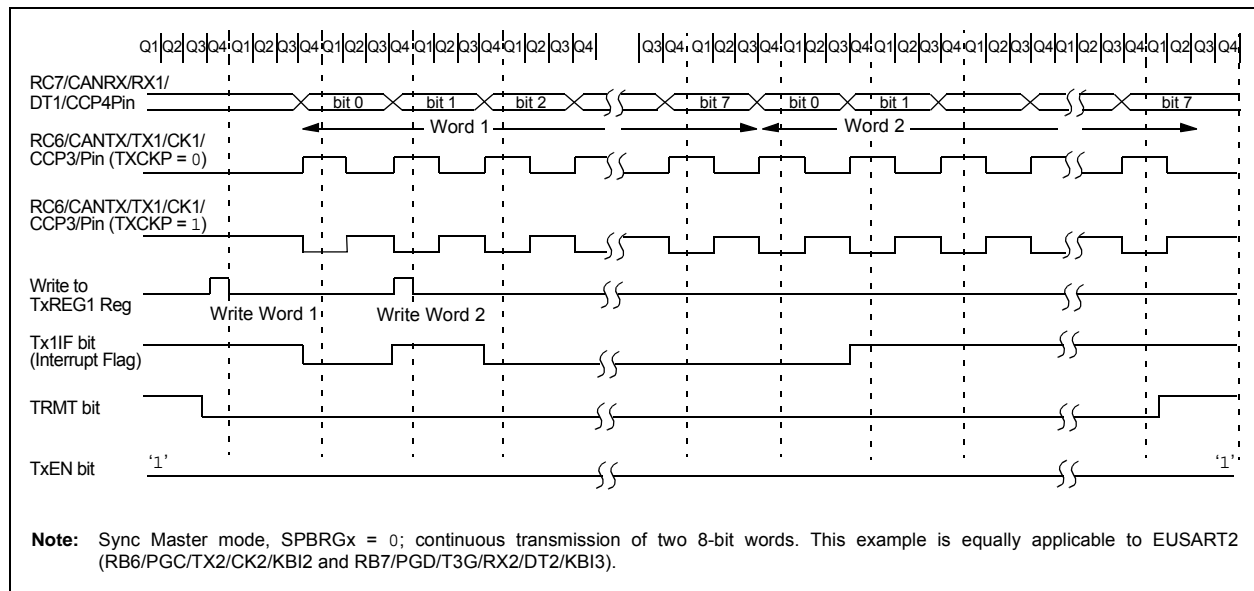 Q1 Q2 Q3 Q4 Q1 Q2 Q3 Q4 Q1 Q2 Q3 Q4 Q1 Q2 Q3 Q4 Q1 Q2 Q3 Q4 Q3 Q4 Q1 Q2 Q3 Q4 Q1 Q2 Q3 Q4 Q1 Q2 Q3 Q4 Q1 Q2 Q3 Q4 Q1 Q2 Q3 Q4 Q1 Q2 Q3 Q4
RC7/CANRX/RX1/
DT1/CCP4Pin
bit 0 bit 1 bit 2 bit 7 bit 0 bit 1 bit 7
Word 1 Word 2
RC6/CANTX/TX1/CK1/
CCP3/Pin (TXCKP = 0)
RC6/CANTX/TX1/CK1/
CCP3/Pin (TXCKP = 1)
Write to
TxREG1 Reg
Write Word 1 Write Word 2
Tx1IF bit
(Interrupt Flag)
TRMT bit
TxEN bit
‘1’ ‘1’
Note: Sync Master mode, SPBRGx = 0; continuous transmission of two 8-bit words. This example is equally applicable to EUSART2
(RB6/PGC/TX2/CK2/KBI2 and RB7/PGD/T3G/RX2/DT2/KBI3).